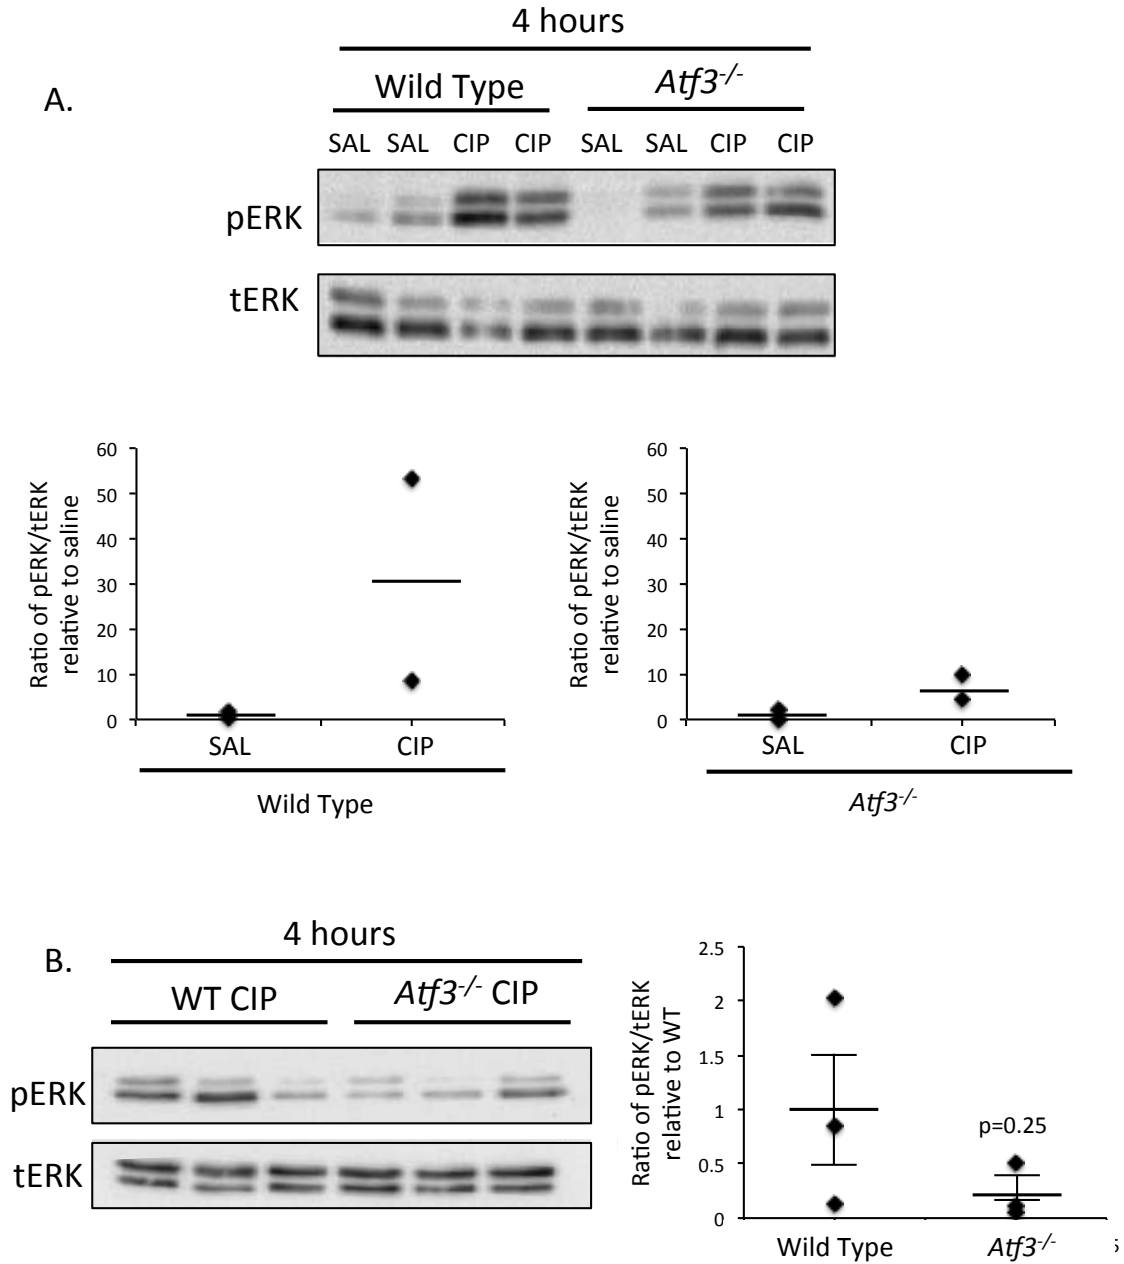 4 hours
A.
Wild Type Atf3-/-
SAL SAL CIP CIP SAL SAL CIP CIP
pERK
tERK
Ratio of pERK/tERK
relative to saline
60
50
40
30
20
10
0
SAL CIP
Wild Type
Ratio of pERK/tERK
relative to saline
60
50
40
30
20
10
0
SAL CIP
Atf3-/-
B.
4 hours
WT CIP Atf3-/- CIP
pERK
tERK
Ratio of pERK/tERK
relative to WT
2.5
2
1.5
1
0.5
0
p=0.25
Wild Type Atf3-/-